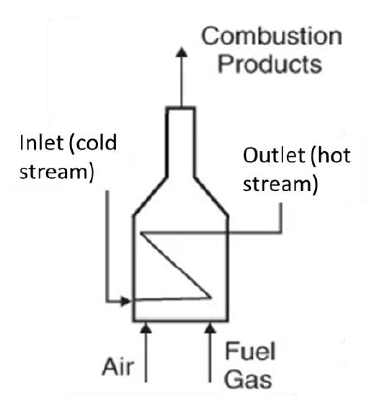 Combustion
Products
Inlet (cold
stream)
Outlet (hot
stream)
Air
Fuel
Gas